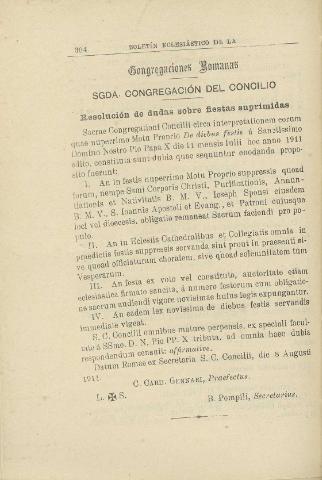 304
BOLETÍN ECLESIÁSTICO DE LA
Congregaciones Romanas
SGDA. CONGREGACIÓN DEL CONCILIO
Resolución de dudas sobre fiestas suprimidas
Sacrae Congregationi Concilii circa interpretationem eorum
quae nuperrimo Motu Proprio De diebus festis a Sanctissimo
Domino Nostro Pio Papa X die 11 mensis Iulii hoc anno 1911
edito, constituta sunt dubia quae sequuntur enodanda propo-
sita fuerunt:
I. An in festis nuperrimo Motu Proprio suppressis quoad
forum, nempe Ssmi Corporis Christi, Purificationis, Annun-
tiationis et Nativitatis B. M. V., Ioseph Sponsi eiusdem
B. M. V., S. Ioannis Apostoli et Evang., et Patroni cuiusque
loci vel dioecesis, obligatio remaneat Sacrum faciendi pro po-
pulo.
II. An in Eclesiis Cathedralibus et Collegiatis omnia in
praedictis festis suppressis servanda sint prout in praesenti si-
ve quoad officiaturam choralem, sive quoad solemnitatem tum
Vesperarum.
III. An festa ex voto vel constituto, auctoritate etiam
ecclesiastica firmato sancita, a numero festorum cum obligatio-
ne sacrum audiendi vigore novissimae huius legis expungantur.
IV. An eadem lex novissima de diebus festis servandis
immediate vigeat.
S. C. Concilii omnibus mature perpensis, ex speciali facul-
tate a SSmo. D. N. Pio PP. X tributa, ad omnia haec dubia
respondendum censuit: affirmative.
Datum Romae ex Secretaria S. C. Concilii, die 8 Augusti
1911.
C. CARD. GENNARI, Praefectus.
L. ✠ S.
B. Pompili, Secretarius.